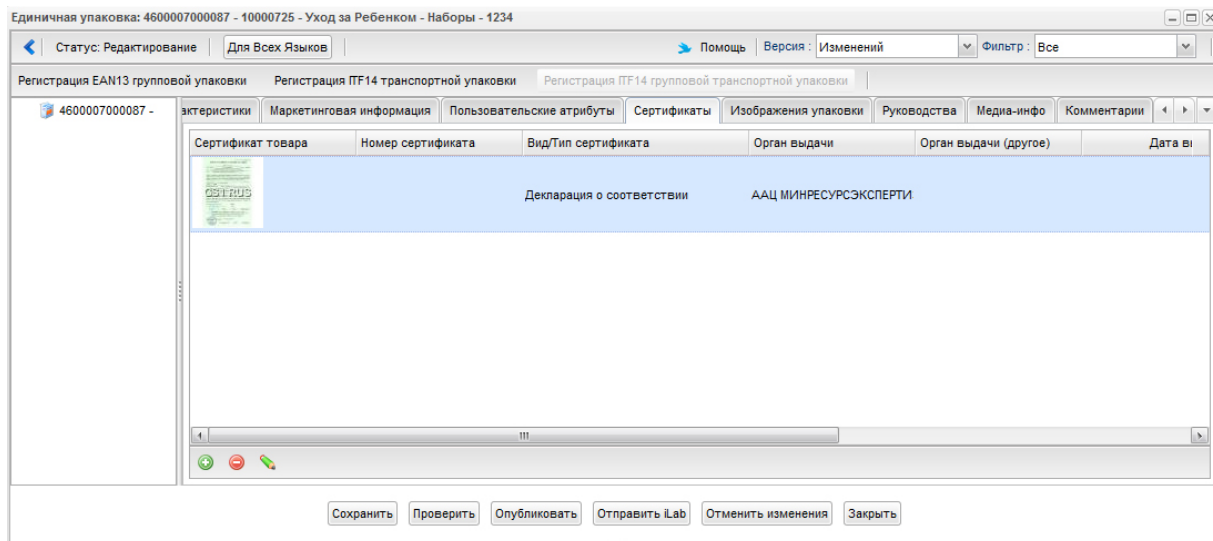 Единичная упаковка: 4600007000087 - 10000725 - Уход за Ребенком - Наборы - 1234
Статус: Редактирование Для Всех Языков Помощь Версия : Изменений Фильтр : Все
Регистрация EAN13 групповой упаковки Регистрация ITF14 транспортной упаковки Регистрация ITF14 групповой транспортной упаковки
4600007000087 - актеристики Маркетинговая информация Пользовательские атрибуты Сертификаты Изображения упаковки Руководства Медиа-инфо Комментарии
Сертификат товара Номер сертификата Вид/Тип сертификата Орган выдачи Орган выдачи (другое) Дата вы
GS1 RUS
Декларация о соответствии ААЦ МИНРЕСУРСЭКСПЕРТИ
Сохранить Проверить Опубликовать Отправить iLab Отменить изменения Закрыть